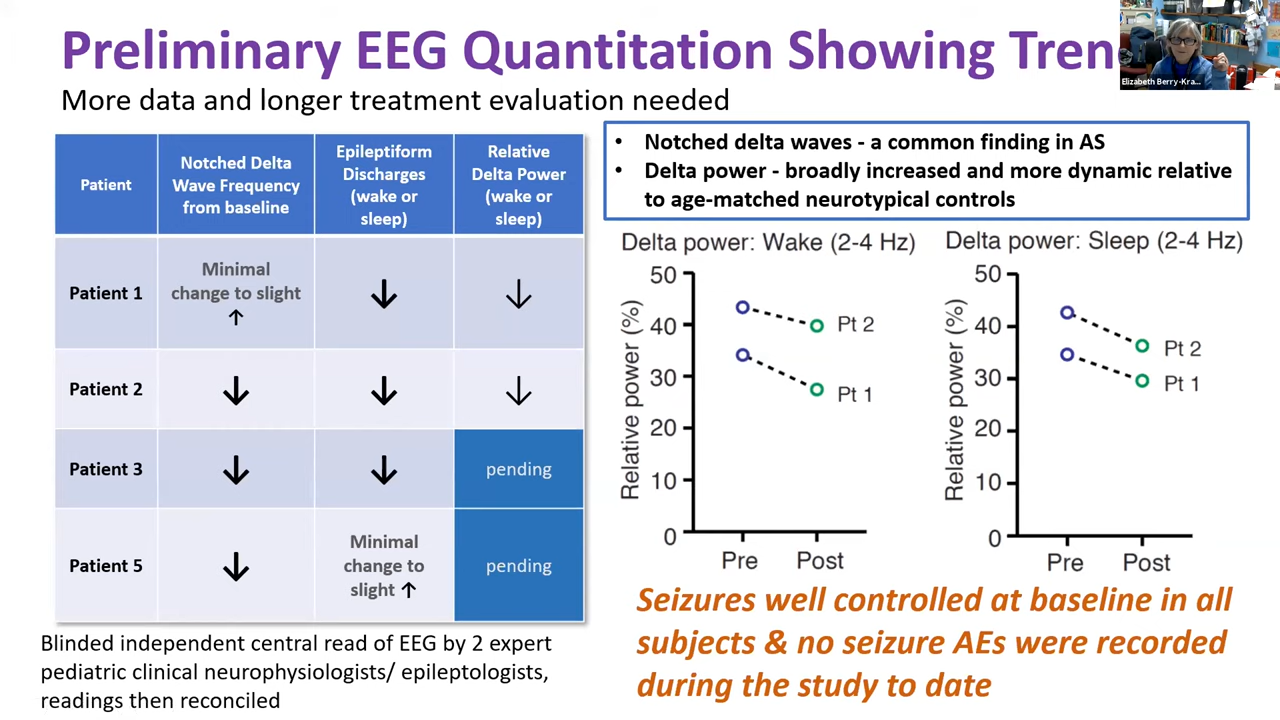 Preliminary EEG Quantitation Showing Tren
More data and longer treatment evaluation needed
Elizabeth Berry-Kra...
Patient
Notched Delta
Wave Frequency
from baseline
Epileptiform
Discharges
(wake or
sleep)
Relative
Delta Power
(wake or
sleep)
Patient 1
Minimal
change to slight
↑
↓
↓
Patient 2
↓
↓
↓
Patient 3
↓
↓
pending
Patient 5
↓
Minimal
change to
slight ↑
pending
Blinded independent central read of EEG by 2 expert
pediatric clinical neurophysiologists/ epileptologists,
readings then reconciled
• Notched delta waves - a common finding in AS
• Delta power - broadly increased and more dynamic relative
to age-matched neurotypical controls
Delta power: Wake (2-4 Hz)
Relative power (%)
50
40
30
20
10
0
Pt 2
Pt 1
Pre
Post
Delta power: Sleep (2-4 Hz)
Relative power (%)
50
40
30
20
10
0
Pt 2
Pt 1
Pre
Post
Seizures well controlled at baseline in all
subjects & no seizure AEs were recorded
during the study to date